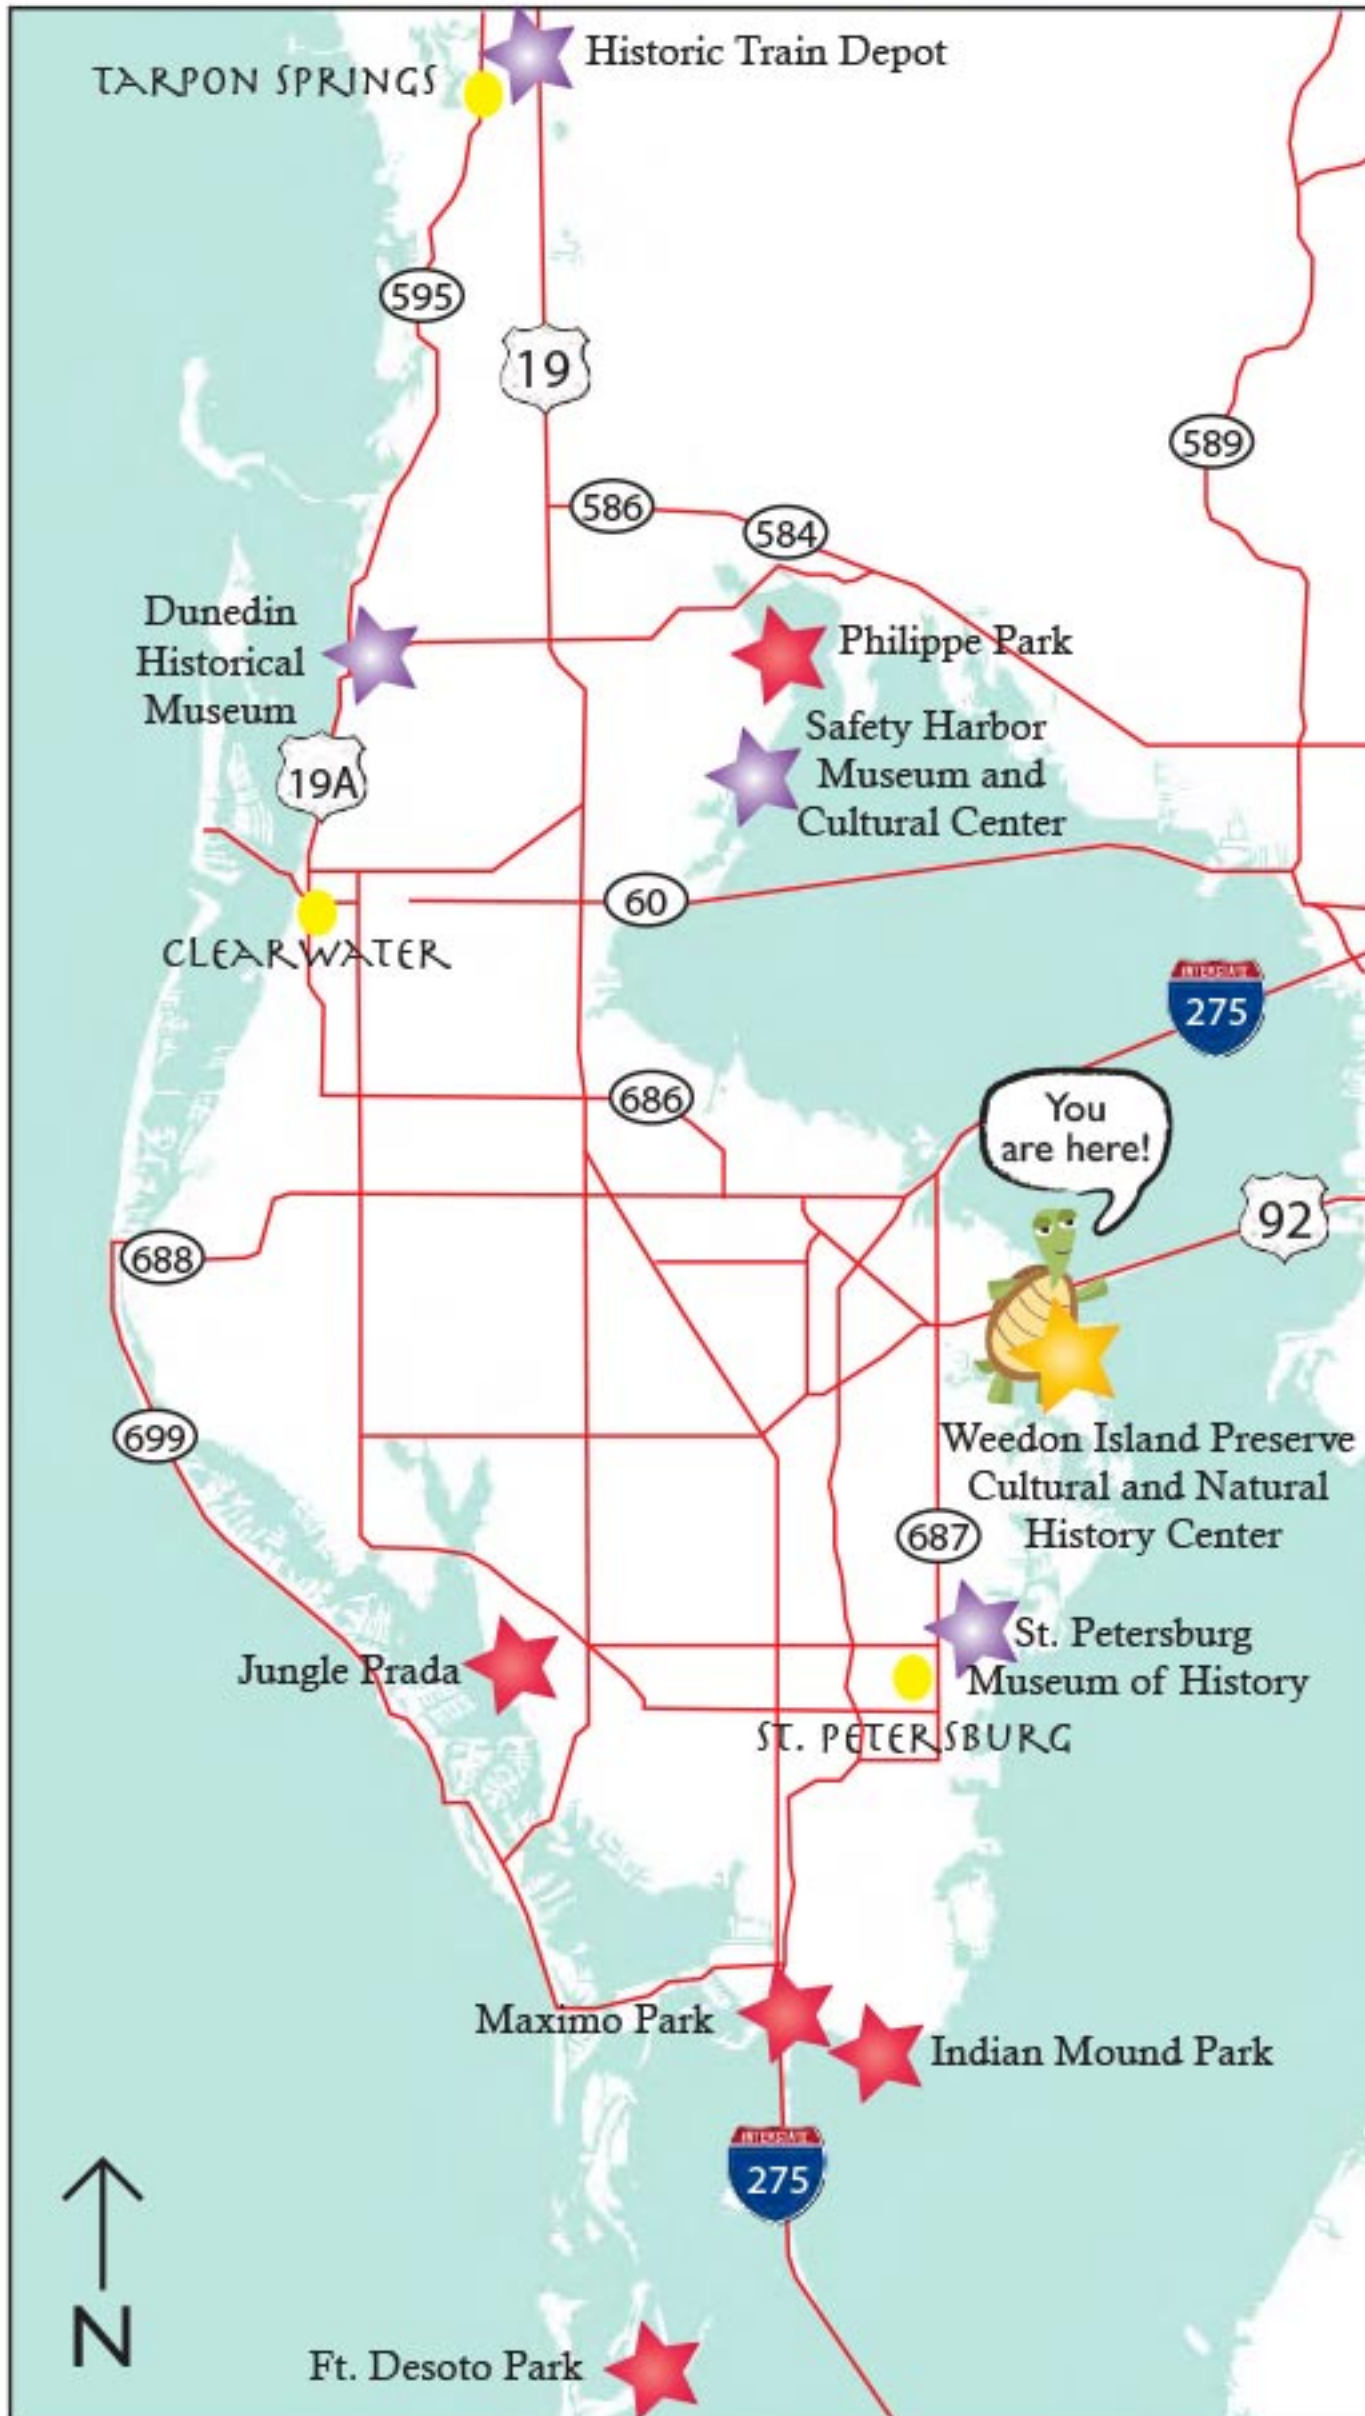 Historic Train Depot
TARPON SPRINGS
595
19
589
586
584
Dunedin
Historical
Museum
Philippe Park
Safety Harbor
Museum and
Cultural Center
19A
60
CLEARWATER
INTERSTATE
275
686
You
are here!
92
688
699
Weedon Island Preserve
Cultural and Natural
History Center
687
St. Petersburg
Museum of History
Jungle Prada
ST. PETERSBURG
Maximo Park
Indian Mound Park
INTERSTATE
275
N
Ft. Desoto Park